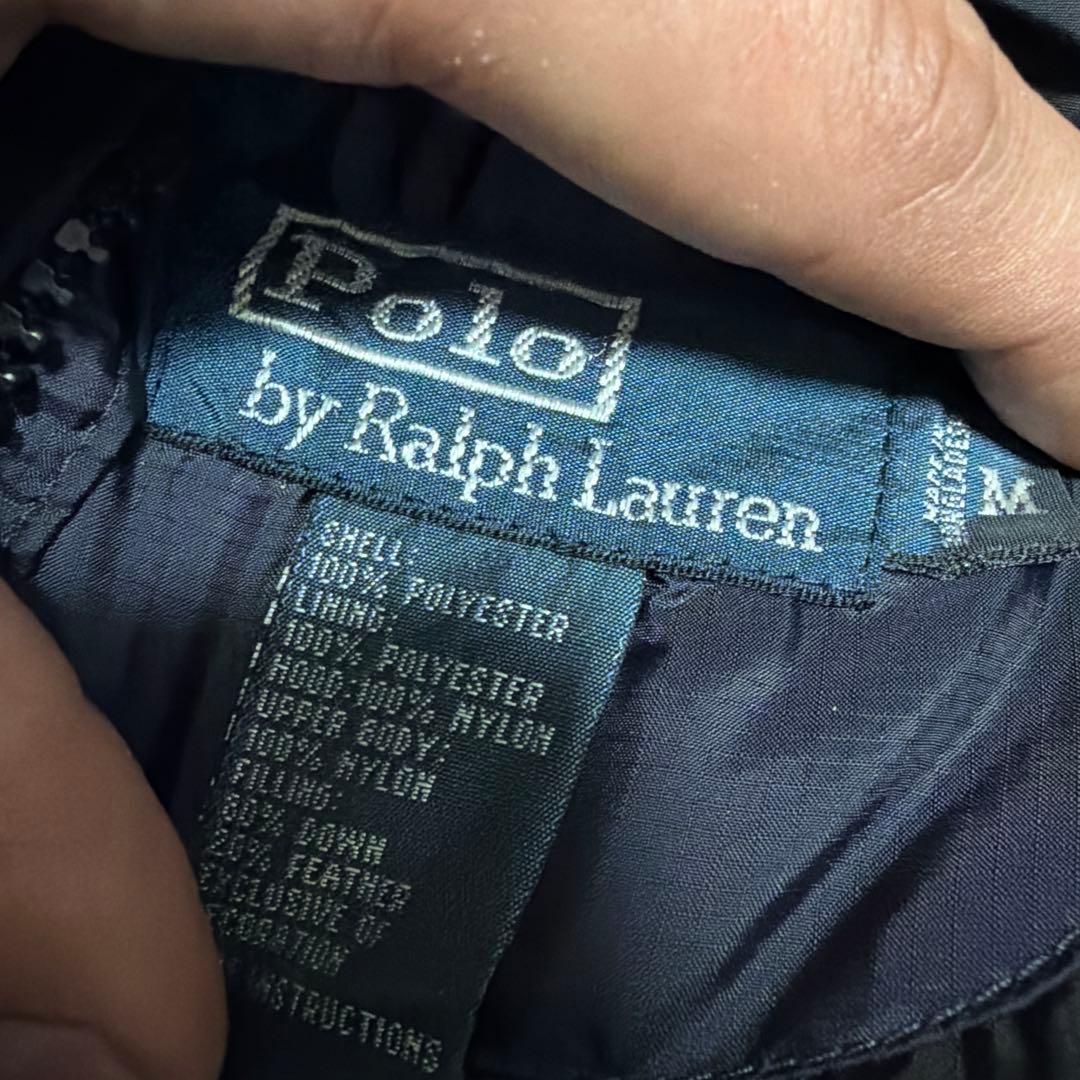 Polo
by Ralph Lauren
M
SHELL:
100% POLYESTER
LINING:
100% POLYESTER
HOOD:100% NYLON
UPPER BODY:
100% NYLON
FILLING:
80% DOWN
20% FEATHER
EXCLUSIVE OF
INSTRUCTIONS